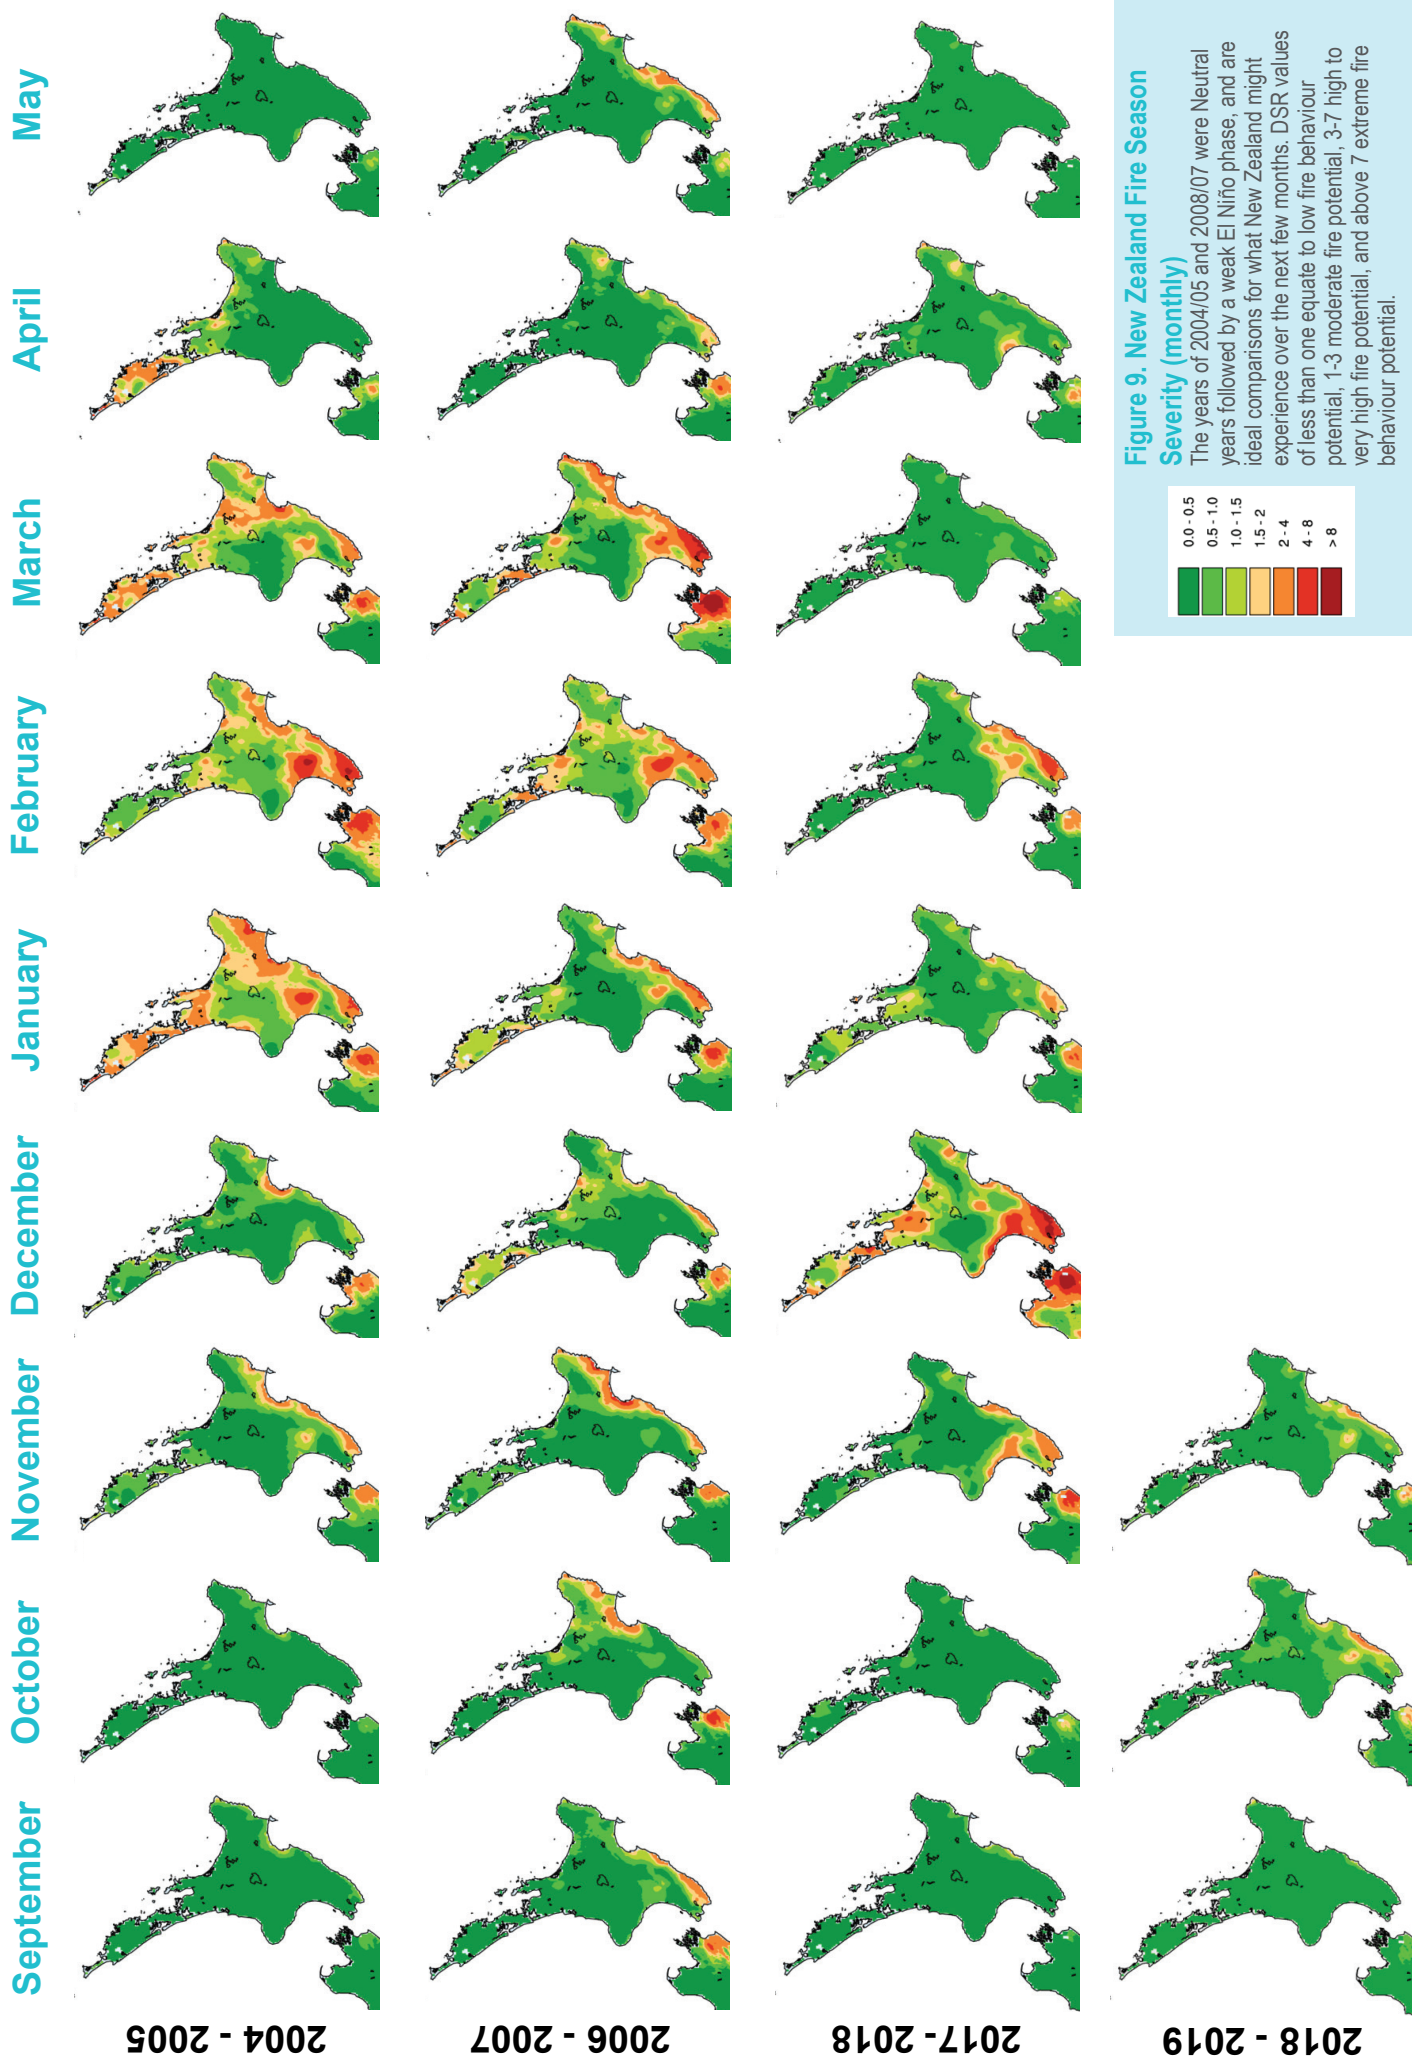 September
October
November
December
January
February
March
April
May
2004 - 2005
2006 - 2007
2017- 2018
2018 - 2019
0.0 - 0.5
0.5 - 1.0
1.0 - 1.5
1.5 - 2
2 - 4
4 - 8
> 8
Figure 9. New Zealand Fire Season
Severity (monthly)
The years of 2004/05 and 2008/07 were Neutral
years followed by a weak El Niño phase, and are
ideal comparisons for what New Zealand might
experience over the next few months. DSR values
of less than one equate to low fire behaviour
potential, 1-3 moderate fire potential, 3-7 high to
very high fire potential, and above 7 extreme fire
behaviour potential.